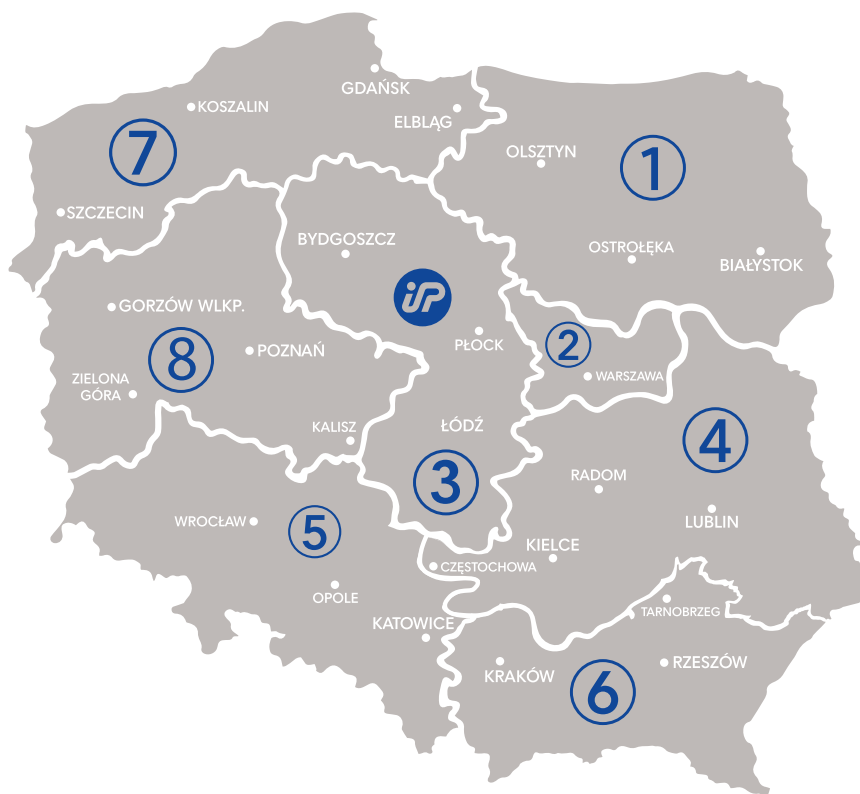 GDAŃSK
KOSZALIN
ELBLĄG
7
OLSZTYN
1
SZCZECIN
BYDGOSZCZ
OSTROŁĘKA
BIAŁYSTOK
iSP
GORZÓW WLKP.
PŁOCK
2
8
POZNAŃ
WARSZAWA
ZIELONA
GÓRA
KALISZ
ŁÓDŹ
4
3
RADOM
WROCŁAW
5
LUBLIN
KIELCE
CZĘSTOCHOWA
OPOLE
TARNOBRZEG
KATOWICE
KRAKÓW
RZESZÓW
6